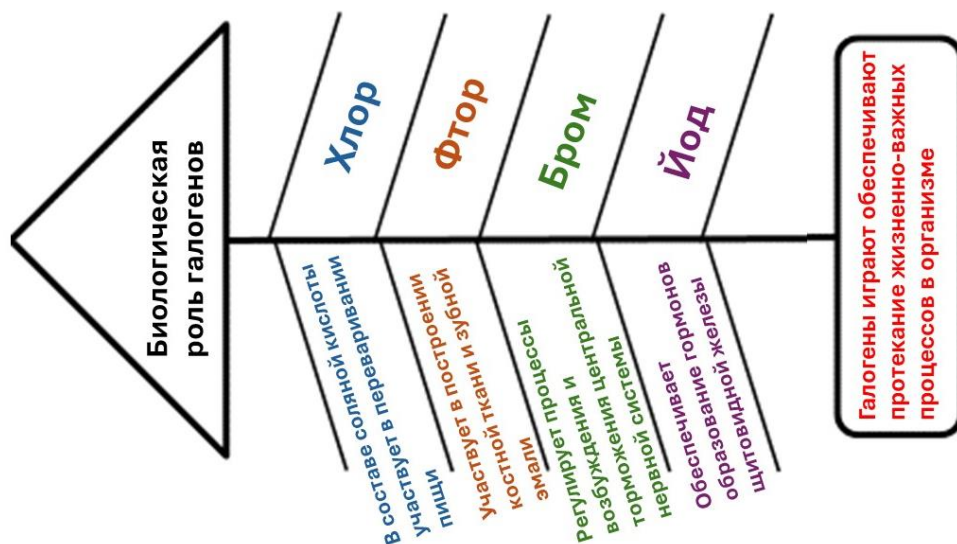 Биологическая
роль галогенов
Хлор
Фтор
Бром
Йод
В составе соляной кислоты
участвует в переваривании
пищи
Участвует в построении
костной ткани и зубной
эмали
Регулирует процессы
возбуждения и
торможения центральной
нервной системы
Обеспечивает
образование гормонов
щитовидной железы
Галогены играют обеспечивают
протекание жизненно-важных
процессов в организме